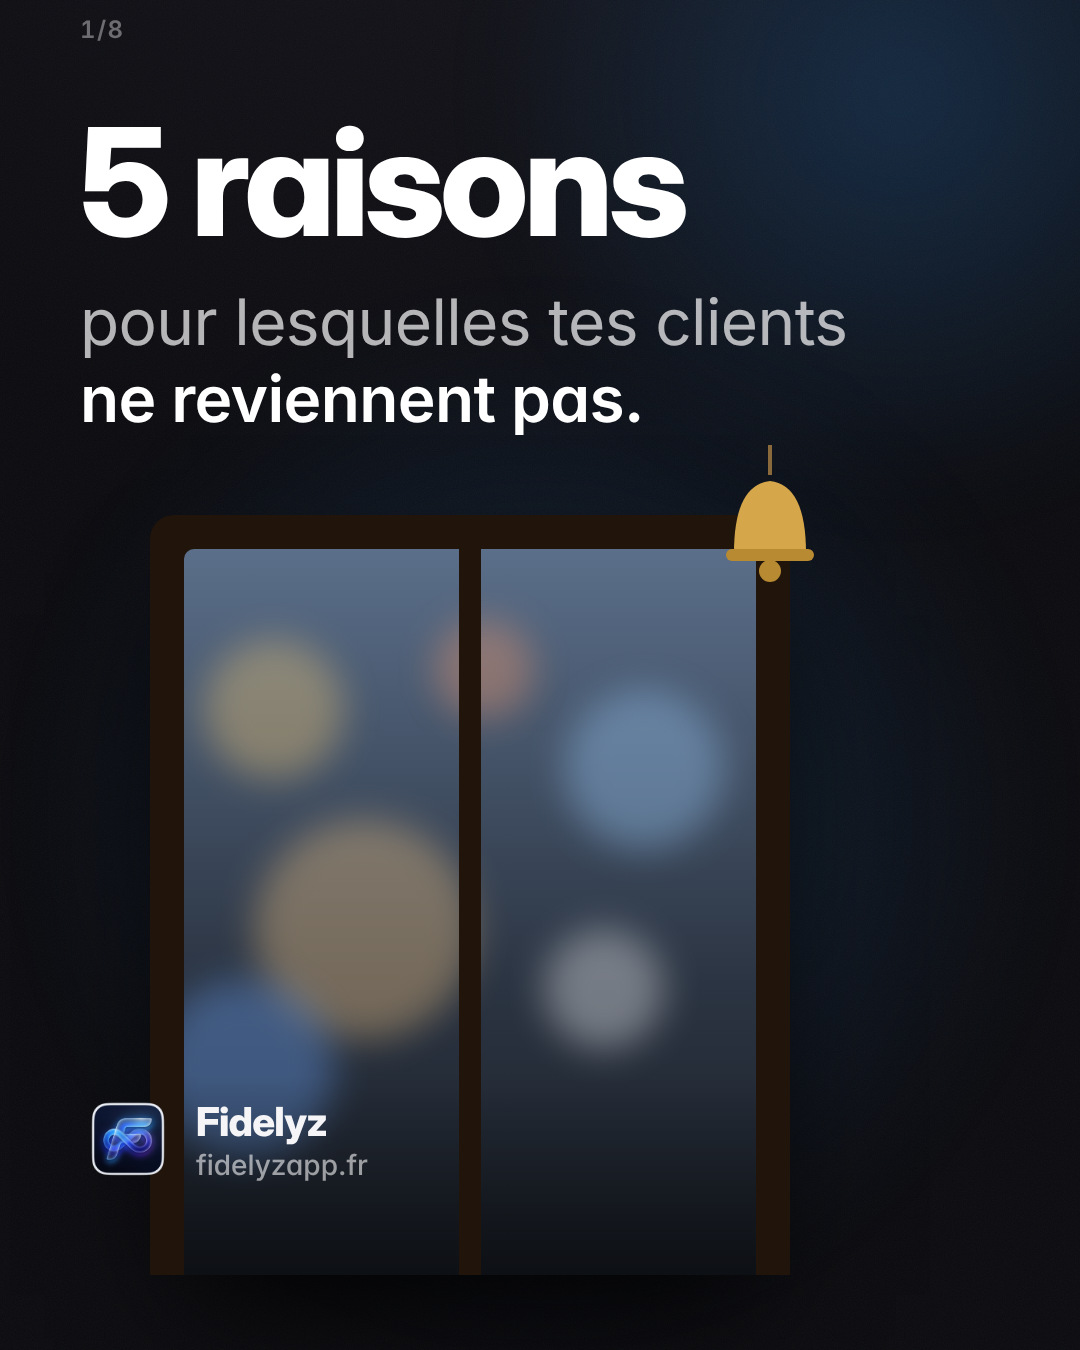 1/8
5 raisons
pour lesquelles tes clients
ne reviennent pas.
Fidelyz
fidelyzapp.fr